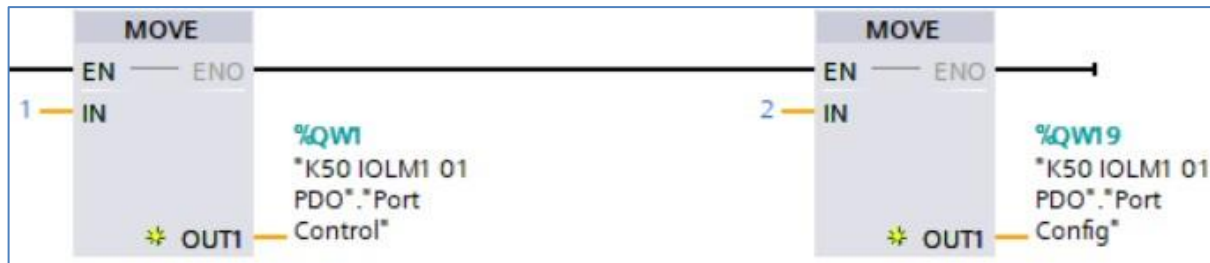 MOVE
EN ENO
1 IN
%QW1
"K50 IOLM1 01
PDO"."Port
Control"
OUT1
MOVE
EN ENO
2 IN
%QW19
"K50 IOLM1 01
PDO"."Port
Config"
OUT1